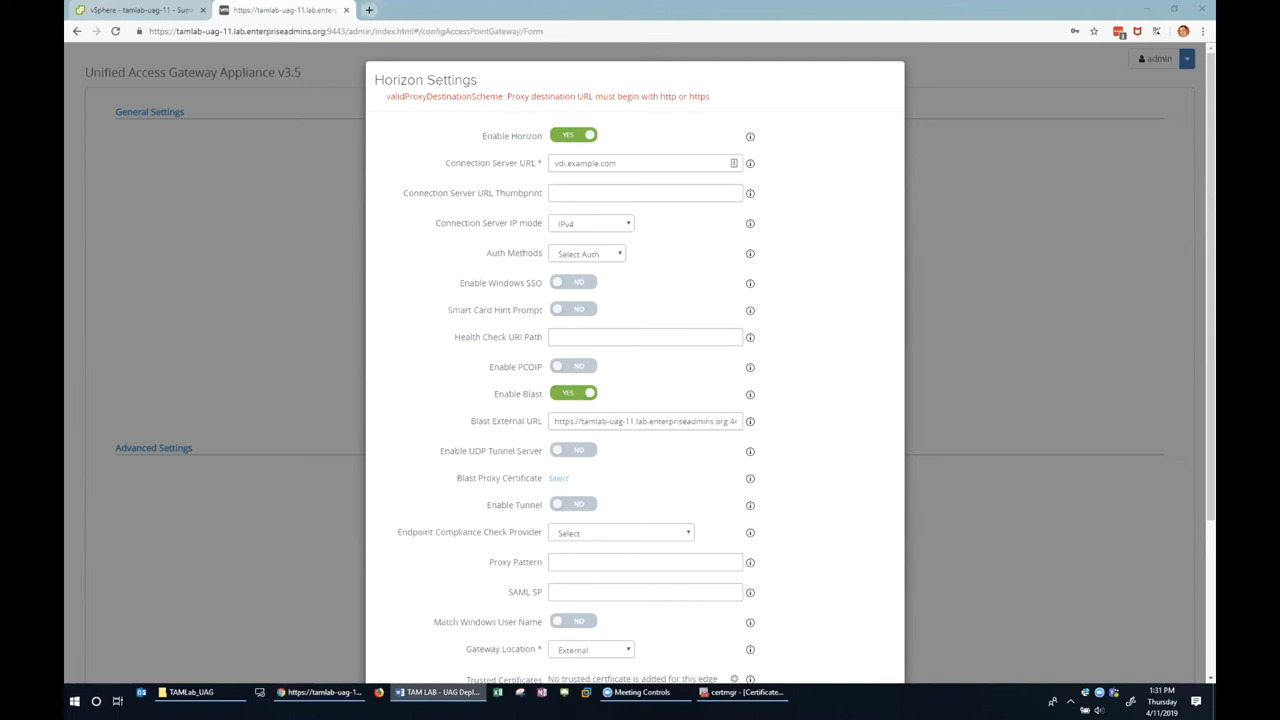 vSphere - tamlab-uag-11 - Sum
https://tamlab-uag-11.lab.enterp
https://tamlab-uag-11.lab.enterpriseadmins.org:9443/admin/index.html#/configAccessPointGateway/Form
Unified Access Gateway Appliance v3.5
admin
General Settings
Advanced Settings
Horizon Settings
validProxyDestinationScheme: Proxy destination URL must begin with http or https
Enable Horizon YES
Connection Server URL * vdi.example.com
Connection Server URL Thumbprint
Connection Server IP mode IPv4
Auth Methods Select Auth
Enable Windows SSO NO
Smart Card Hint Prompt NO
Health Check URI Path
Enable PCOIP NO
Enable Blast YES
Blast External URL https://tamlab-uag-11.lab.enterpriseadmins.org:44
Enable UDP Tunnel Server NO
Blast Proxy Certificate Select
Enable Tunnel NO
Endpoint Compliance Check Provider Select
Proxy Pattern
SAML SP
Match Windows User Name NO
Gateway Location * External
Trusted Certificates No trusted certfiicate is added for this edge
TAMLab_UAG
https://tamlab-uag-1...
TAM LAB - UAG Depl...
Meeting Controls
certmgr - [Certificate...
1:31 PM
Thursday
4/11/2019